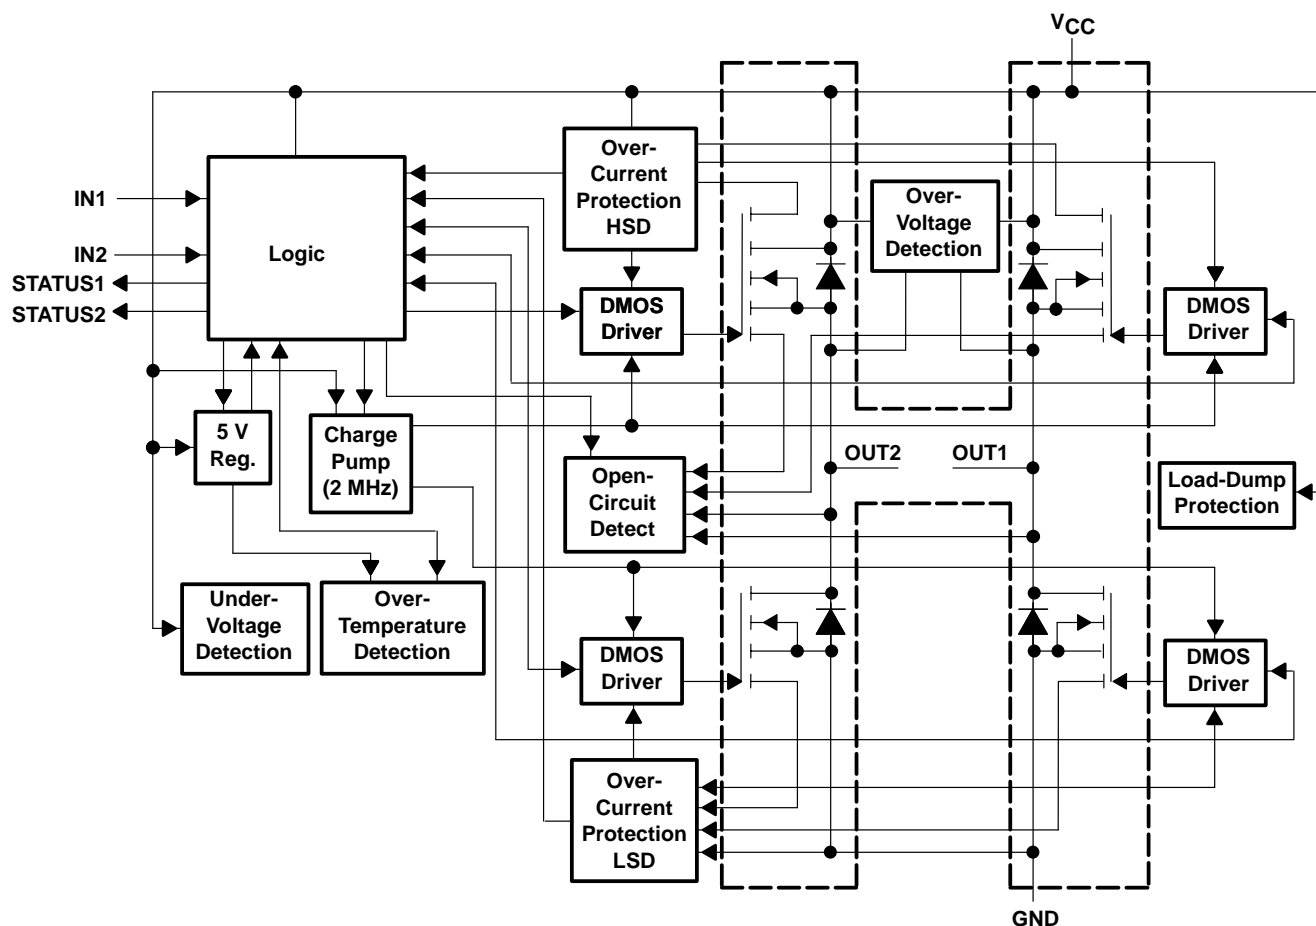 VCC
Over-
Current
Protection
HSD
IN1
IN2
STATUS1
STATUS2
Logic
Over-
Voltage
Detection
DMOS
Driver
DMOS
Driver
5 V
Reg.
Charge
Pump
(2 MHz)
Open-
Circuit
Detect
OUT2
OUT1
Load-Dump
Protection
Under-
Voltage
Detection
Over-
Temperature
Detection
DMOS
Driver
DMOS
Driver
Over-
Current
Protection
LSD
GND